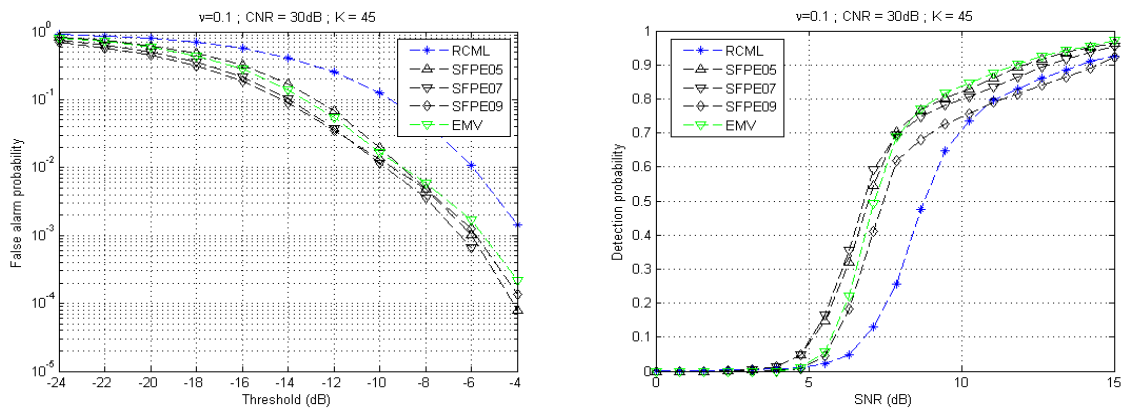 ν=0.1 ; CNR = 30dB ; K = 45
10^0
10^-1
10^-2
10^-3
10^-4
10^-5
False alarm probability
RCML
SFPE05
SFPE07
SFPE09
EMV
-24 -22 -20 -18 -16 -14 -12 -10 -8 -6 -4
Threshold (dB)
ν=0.1 ; CNR = 30dB ; K = 45
1
0.9
0.8
0.7
0.6
0.5
0.4
0.3
0.2
0.1
0
Detection probability
RCML
SFPE05
SFPE07
SFPE09
EMV
0 5 10 15
SNR (dB)